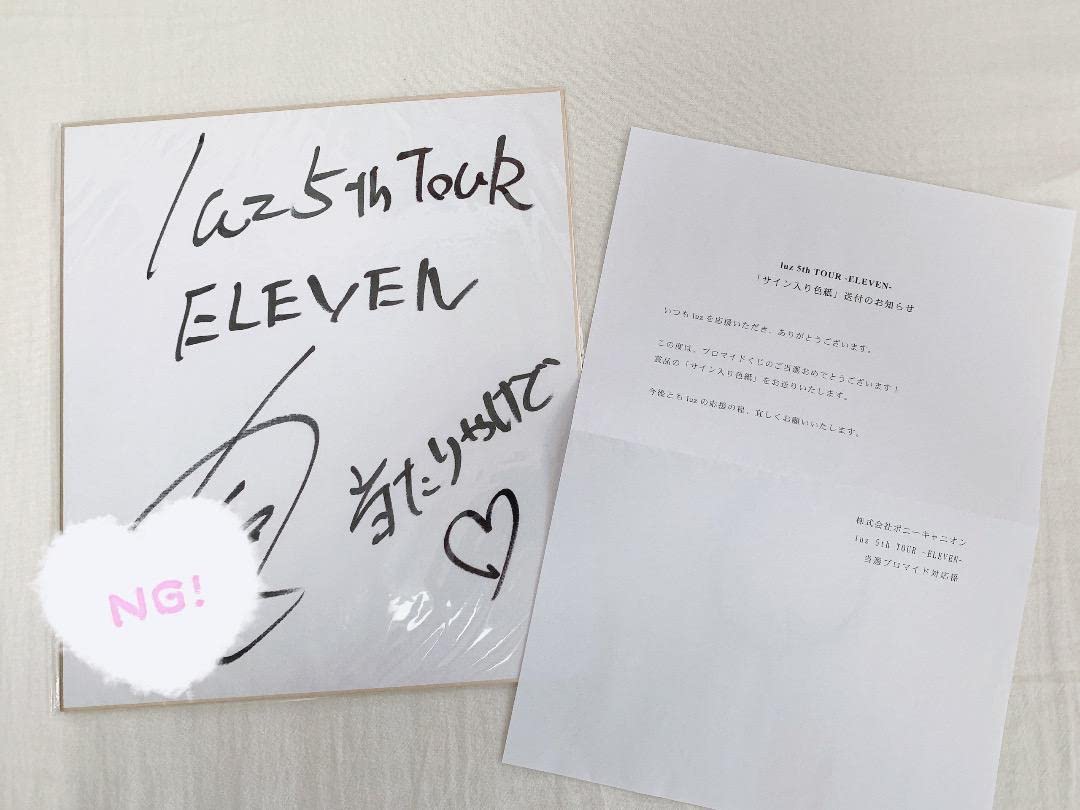 luz 5th Tour
ELEVEN
当たりやけで
NG!
luz 5th TOUR -ELEVEN-
「サイン入り色紙」送付のお知らせ
いつも luz を応援いただき、ありがとうございます。
この度は、ブロマイドくじのご当選おめでとうございます！
賞品の「サイン入り色紙」をお送りいたします。
今後とも luz の応援の程、宜しくお願いいたします。
株式会社ポニーキャニオン
luz 5th TOUR -ELEVEN-
当選ブロマイド対応係